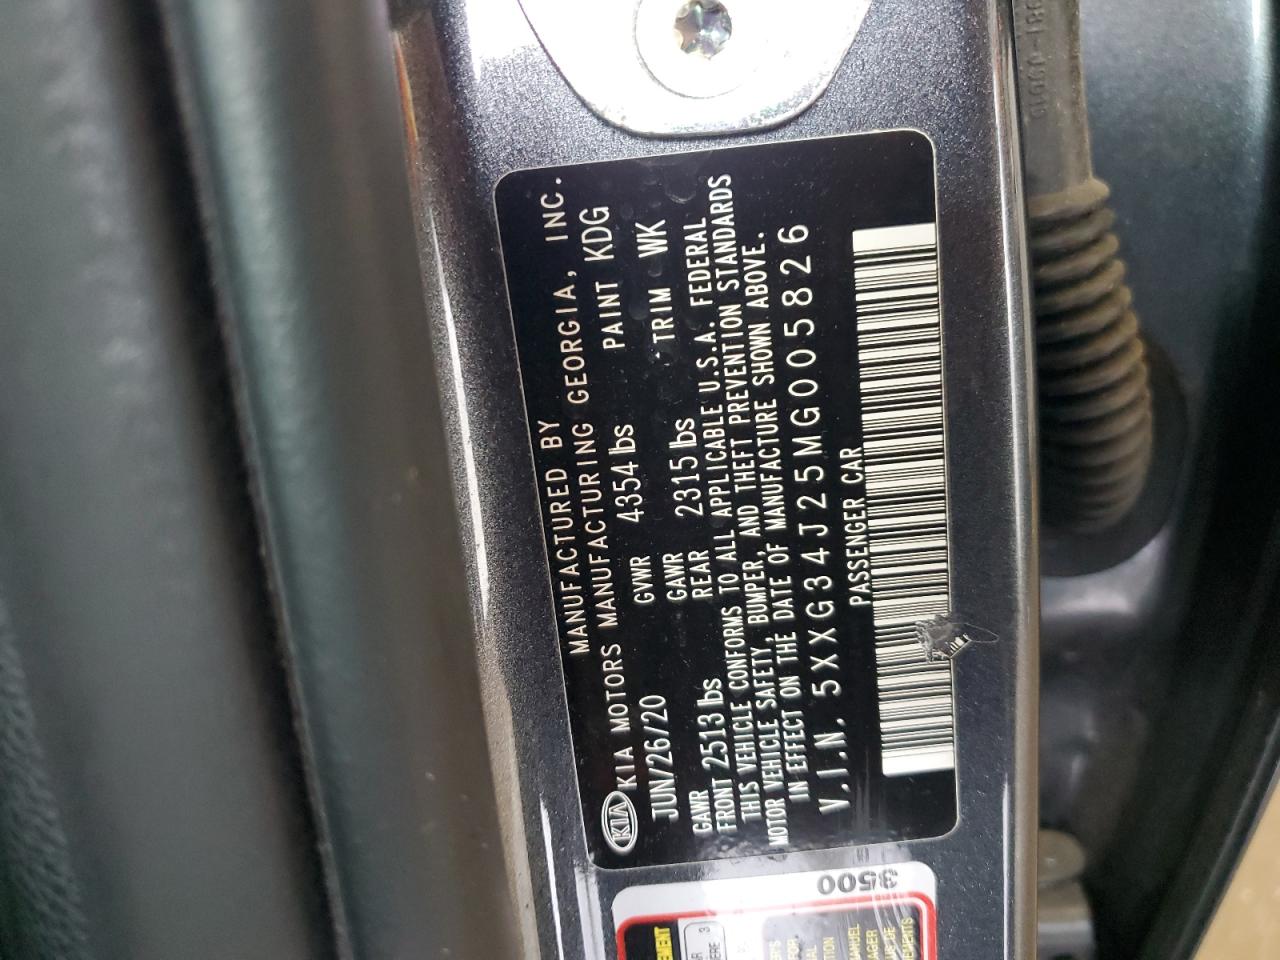 MANUFACTURED BY
KIA KIA MOTORS MANUFACTURING GEORGIA, INC.
JUN/26/20 GVWR 4354 lbs PAINT KDG
GAWR FRONT 2513 lbs GAWR REAR 2315 lbs TRIM WK
THIS VEHICLE CONFORMS TO ALL APPLICABLE U.S.A. FEDERAL
MOTOR VEHICLE SAFETY, BUMPER, AND THEFT PREVENTION STANDARDS
IN EFFECT ON THE DATE OF MANUFACTURE SHOWN ABOVE.
V.I.N. 5XXG34J25MG005826
PASSENGER CAR
3500